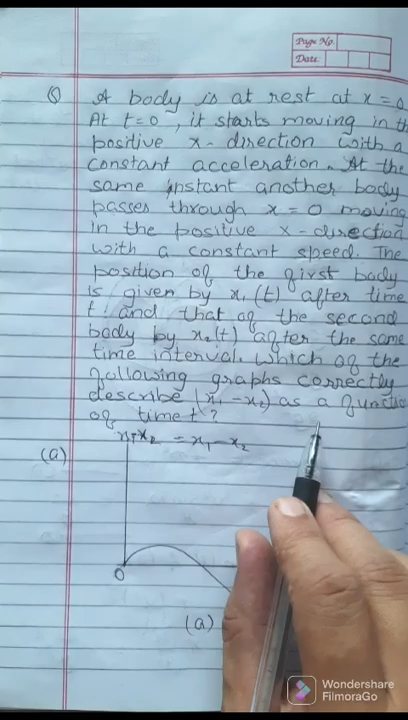 Page No.
Date
Q A body is at rest at x = 0.
At t=0, it starts moving in the
positive x-direction with a
constant acceleration. At the
same instant another body
passes through x = 0 moving
in the positive x-direction
with a constant speed. The
position of the first body
is given by x₁(t) after time
t and that of the second
body by x₂(t) after the same
time interval. Which of the
following graphs correctly
describe (x₁-x₂) as a functio
of time t?
(a)
= x₁-x₂
O
(a)
Wondershare
FilmoraGo